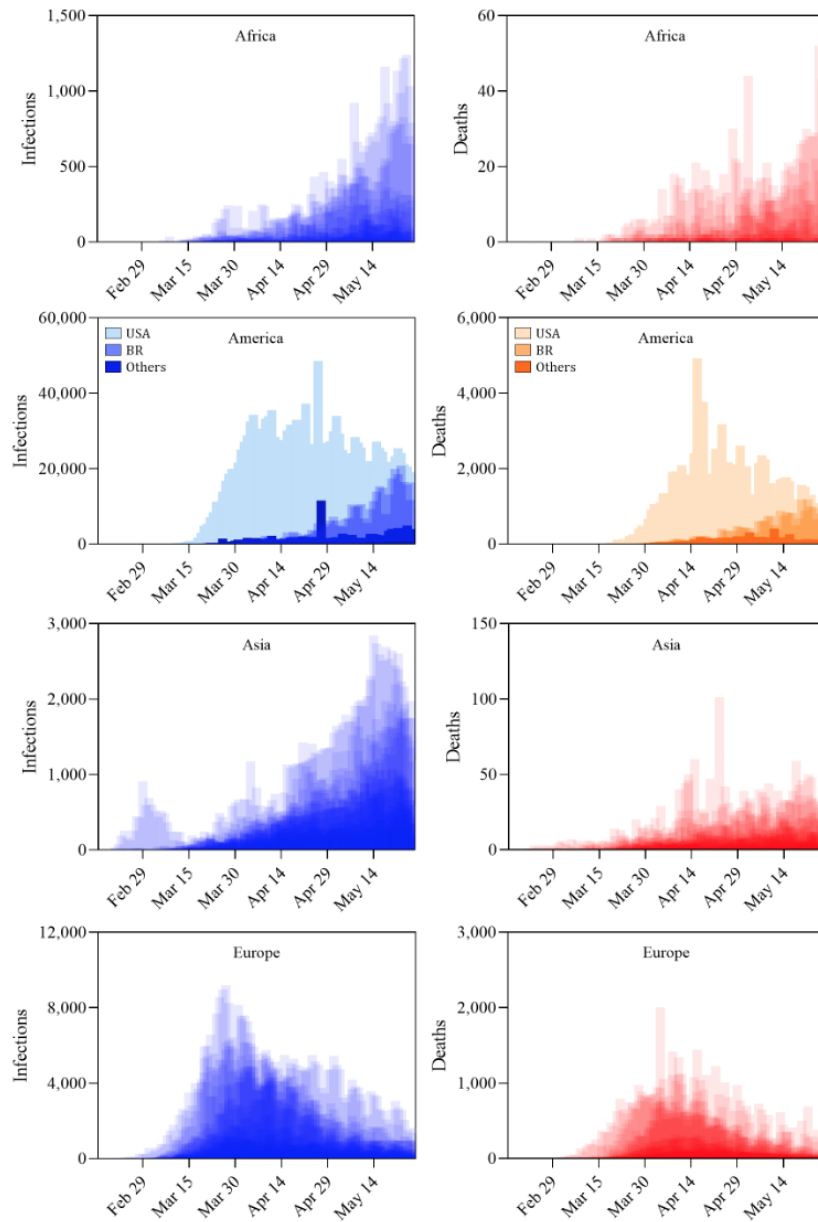 Africa
Infections
1,500
1,000
500
0
Feb 29
Mar 15
Mar 30
Apr 14
Apr 29
May 14
Africa
Deaths
60
40
20
0
Feb 29
Mar 15
Mar 30
Apr 14
Apr 29
May 14
America
USA
BR
Others
Infections
60,000
40,000
20,000
0
Feb 29
Mar 15
Mar 30
Apr 14
Apr 29
May 14
America
USA
BR
Others
Deaths
6,000
4,000
2,000
0
Feb 29
Mar 15
Mar 30
Apr 14
Apr 29
May 14
Asia
Infections
3,000
2,000
1,000
0
Feb 29
Mar 15
Mar 30
Apr 14
Apr 29
May 14
Asia
Deaths
150
100
50
0
Feb 29
Mar 15
Mar 30
Apr 14
Apr 29
May 14
Europe
Infections
12,000
8,000
4,000
0
Feb 29
Mar 15
Mar 30
Apr 14
Apr 29
May 14
Europe
Deaths
3,000
2,000
1,000
0
Feb 29
Mar 15
Mar 30
Apr 14
Apr 29
May 14